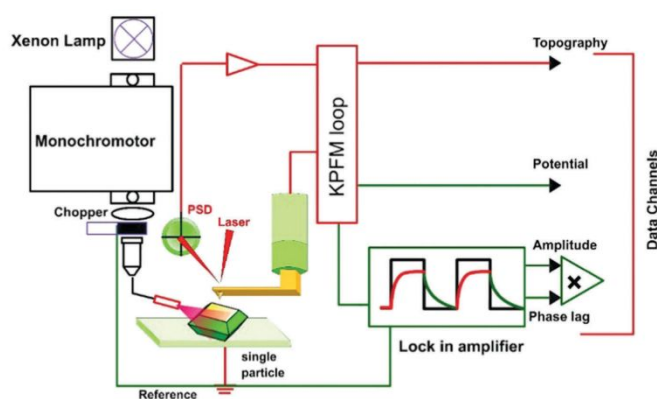 Xenon Lamp
Monochromotor
Chopper
PSD
Laser
KPFM loop
Topography
Potential
Amplitude
Phase lag
Lock in amplifier
single
particle
Reference
Data Channels